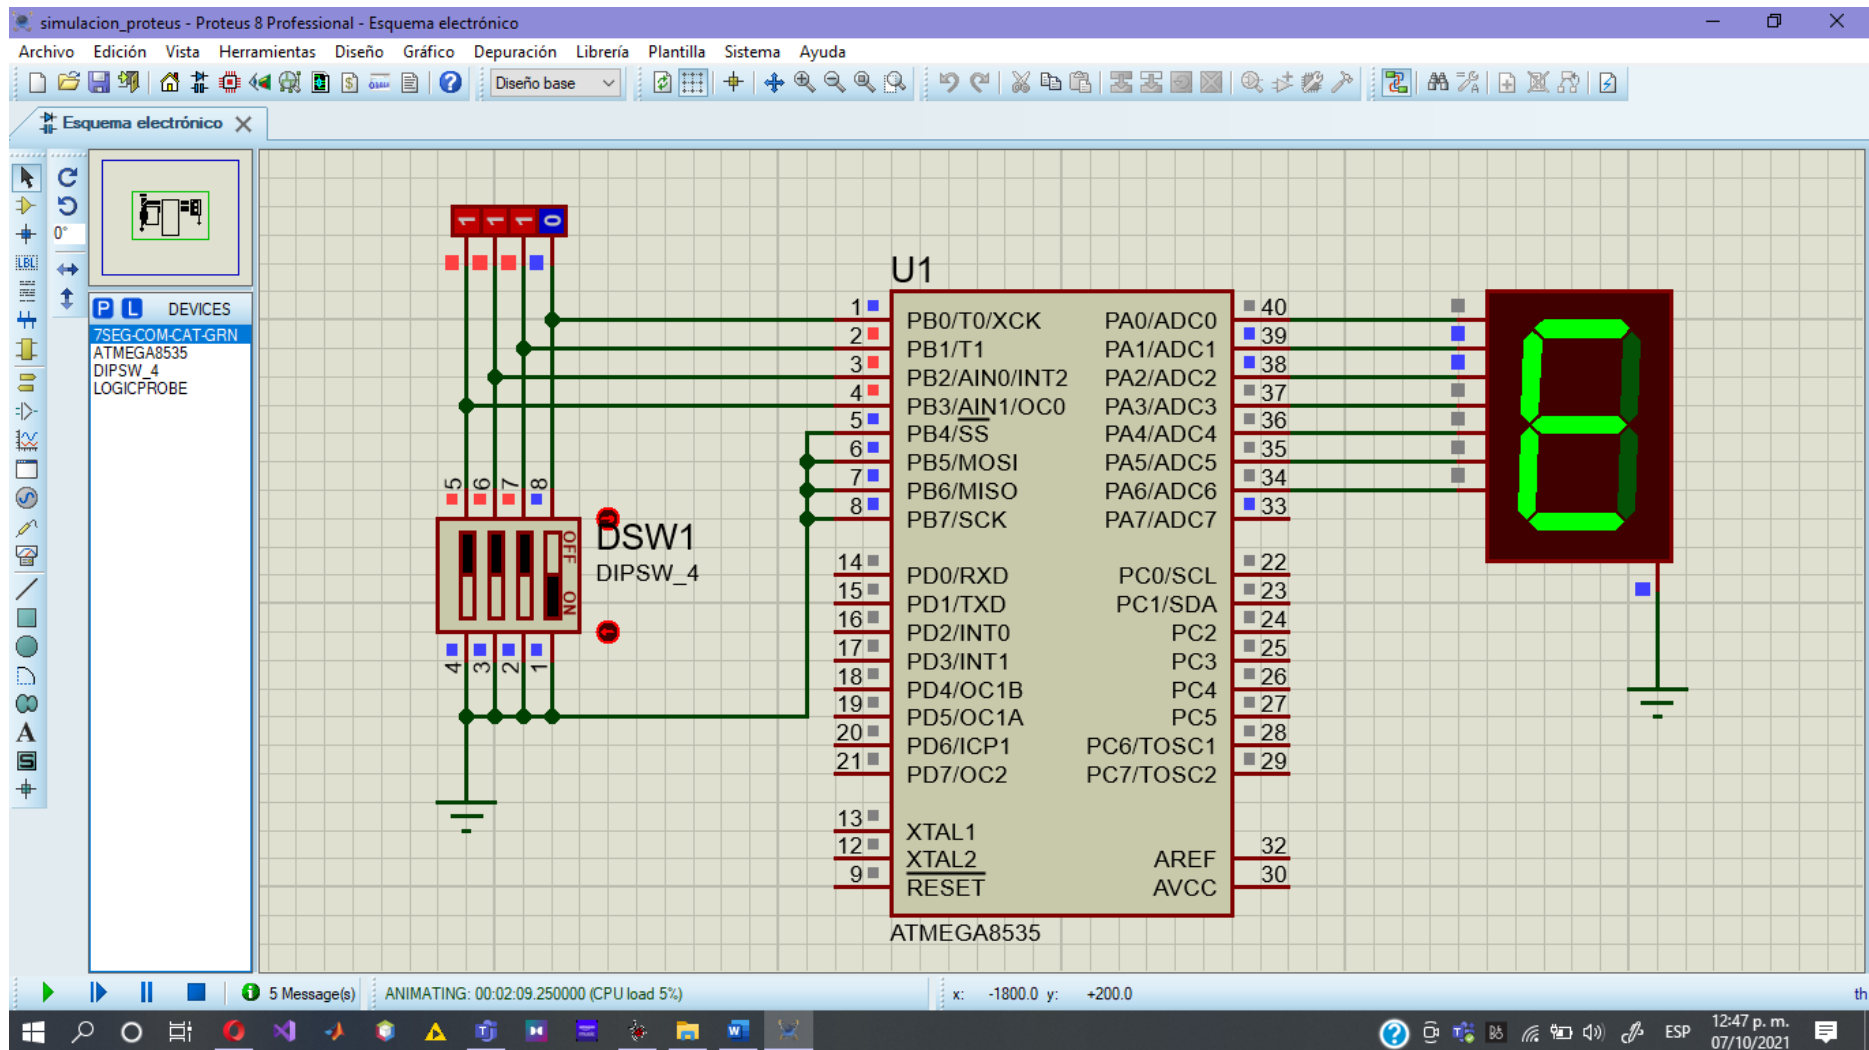 simulacion_proteus - Proteus 8 Professional - Esquema electrónico
Archivo Edición Vista Herramientas Diseño Gráfico Depuración Librería Plantilla Sistema Ayuda
Diseño base
Esquema electrónico
0°
LBL
P L DEVICES
7SEG-COM-CAT-GRN
ATMEGA8535
DIPSW_4
LOGICPROBE
A
S
1 1 1 0
U1
1 PB0/T0/XCK PA0/ADC0 40
2 PB1/T1 PA1/ADC1 39
3 PB2/AIN0/INT2 PA2/ADC2 38
4 PB3/AIN1/OC0 PA3/ADC3 37
5 PB4/SS PA4/ADC4 36
6 PB5/MOSI PA5/ADC5 35
7 PB6/MISO PA6/ADC6 34
8 PB7/SCK PA7/ADC7 33
14 PD0/RXD PC0/SCL 22
15 PD1/TXD PC1/SDA 23
16 PD2/INT0 PC2 24
17 PD3/INT1 PC3 25
18 PD4/OC1B PC4 26
19 PD5/OC1A PC5 27
20 PD6/ICP1 PC6/TOSC1 28
21 PD7/OC2 PC7/TOSC2 29
13 XTAL1
12 XTAL2 AREF 32
9 RESET AVCC 30
ATMEGA8535
5 6 7 8
OFF
ON
DSW1
DIPSW_4
4 3 2 1
E
5 Message(s)
ANIMATING: 00:02:09.250000 (CPU load 5%)
x: -1800.0 y: +200.0
th
ESP
12:47 p. m.
07/10/2021